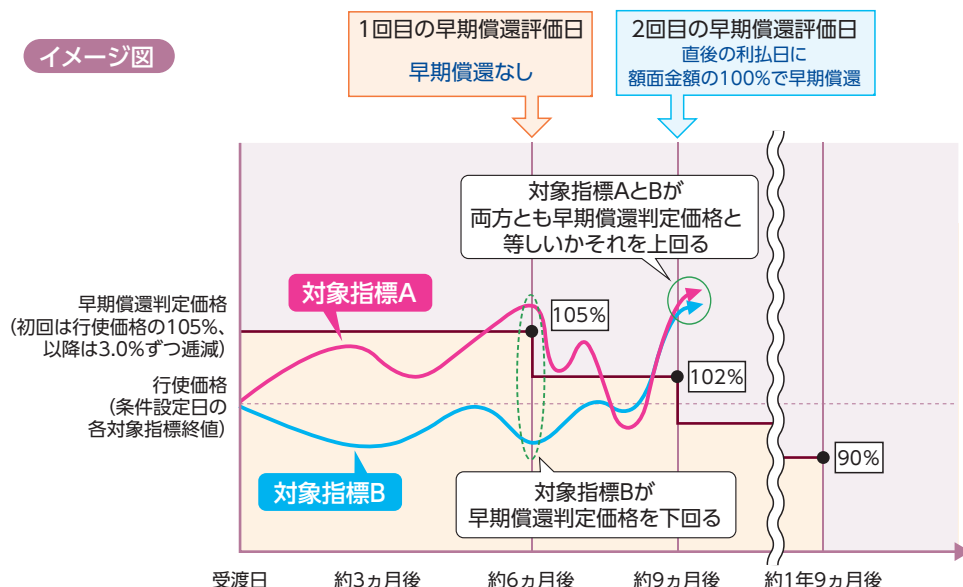 イメージ図
1回目の早期償還評価日
早期償還なし
2回目の早期償還評価日
直後の利払日に
額面金額の100%で早期償還
対象指標AとBが
両方とも早期償還判定価格と
等しいかそれを上回る
対象指標A
早期償還判定価格
(初回は行使価格の105%、
以降は3.0%ずつ逓減)
105%
行使価格
(条件設定日の
各対象指標終値)
102%
対象指標B
90%
対象指標Bが
早期償還判定価格を下回る
受渡日
約3ヵ月後
約6ヵ月後
約9ヵ月後
約1年9ヵ月後